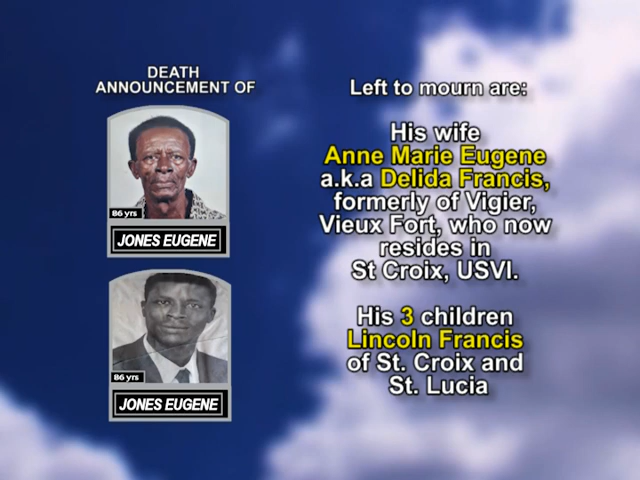 DEATH
ANNOUNCEMENT OF
86 yrs
JONES EUGENE
86 yrs
JONES EUGENE
Left to mourn are:
His wife
Anne Marie Eugene
a.k.a Delida Francis,
formerly of Vigier,
Vieux Fort, who now
resides in
St Croix, USVI.
His 3 children
Lincoln Francis
of St. Croix and
St. Lucia